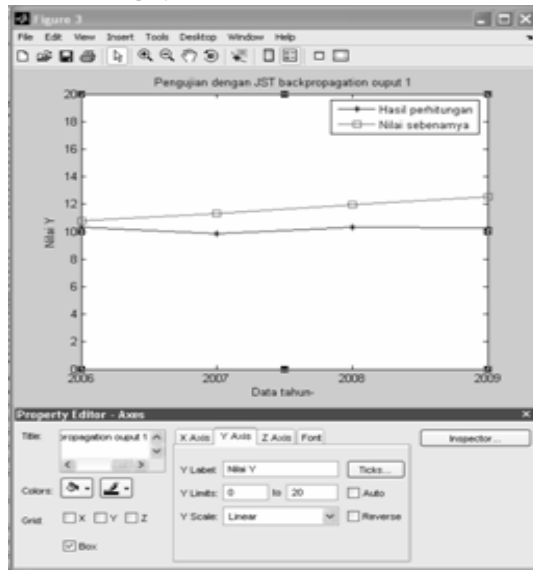 Figure 3
File Edit View Insert Tools Desktop Window Help
Pengujian dengan JST backpropagation ouput 1
Hasil perhitungan
Nilai sebenarnya
20
18
16
14
12
10
8
6
4
2
0
Nilai Y
2006 2007 2008 2009
Data tahun-
Property Editor - Axes
Title: propagation ouput 1
Colors:
Grid: X Y Z
Box
X Axis Y Axis Z Axis Font
Y Label: Nilai Y Ticks...
Y Limits: 0 to 20 Auto
Y Scale: Linear Reverse
Inspector...